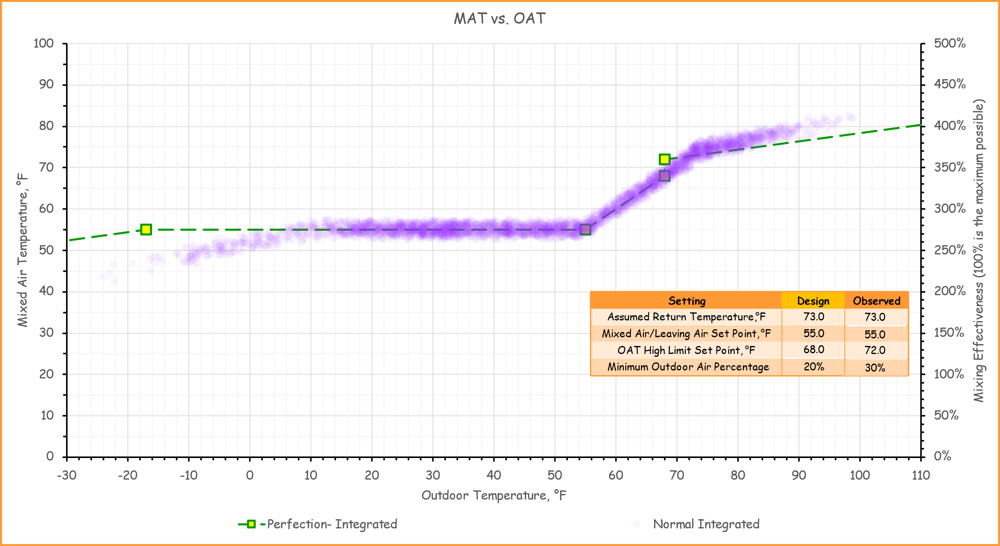 MAT vs. OAT
100
90
80
70
60
50
40
30
20
10
0
Mixed Air Temperature, °F
500%
450%
400%
350%
300%
250%
200%
150%
100%
50%
0%
Mixing Effectiveness (100% is the maximum possible)
Setting Design Observed
Assumed Return Temperature,°F 73.0 73.0
Mixed Air/Leaving Air Set Point,°F 55.0 55.0
OAT High Limit Set Point, °F 68.0 72.0
Minimum Outdoor Air Percentage 20% 30%
-30 -20 -10 0 10 20 30 40 50 60 70 80 90 100 110
Outdoor Temperature, °F
Perfection- Integrated Normal Integrated